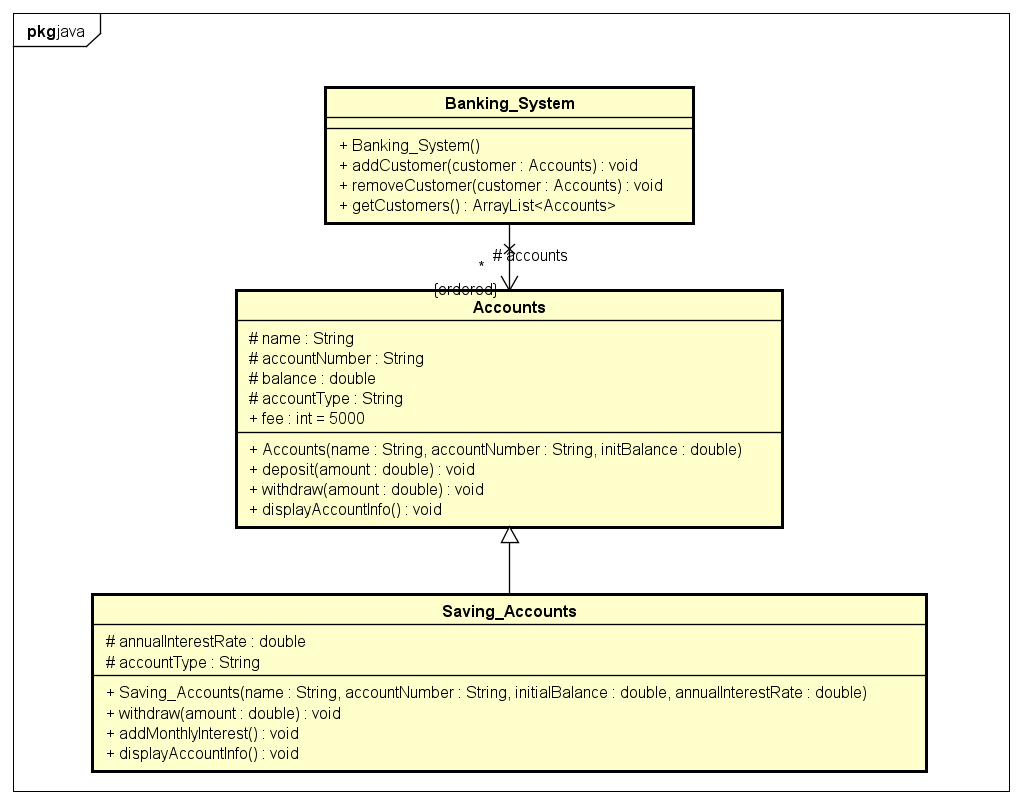 pkg java
Banking_System
+ Banking_System()
+ addCustomer(customer : Accounts) : void
+ removeCustomer(customer : Accounts) : void
+ getCustomers() : ArrayList<Accounts>
# accounts
*
{ordered}
Accounts
# name : String
# accountNumber : String
# balance : double
# accountType : String
+ fee : int = 5000
+ Accounts(name : String, accountNumber : String, initBalance : double)
+ deposit(amount : double) : void
+ withdraw(amount : double) : void
+ displayAccountInfo() : void
Saving_Accounts
# annualInterestRate : double
# accountType : String
+ Saving_Accounts(name : String, accountNumber : String, initialBalance : double, annualInterestRate : double)
+ withdraw(amount : double) : void
+ addMonthlyInterest() : void
+ displayAccountInfo() : void